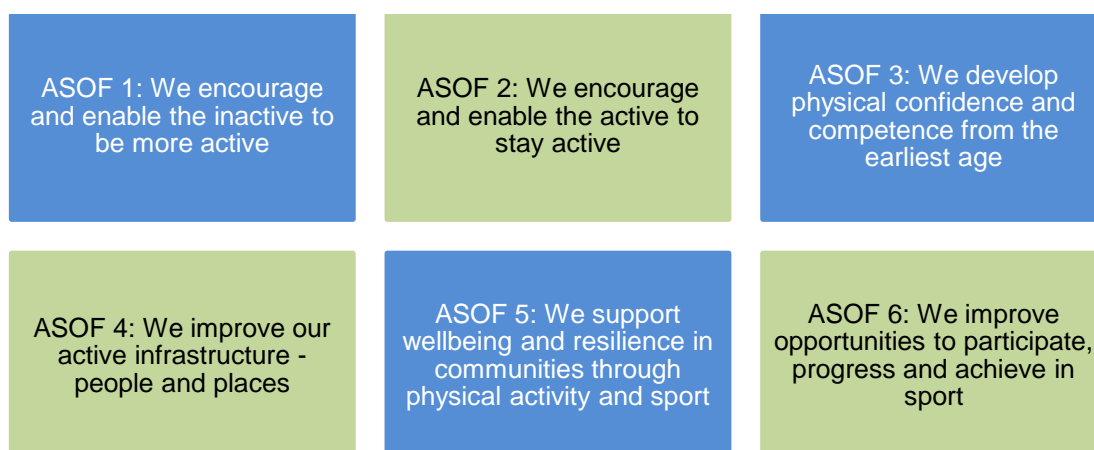 ASOF 1: We encourage
and enable the inactive to
be more active
ASOF 2: We encourage
and enable the active to
stay active
ASOF 3: We develop
physical confidence and
competence from the
earliest age
ASOF 4: We improve our
active infrastructure -
people and places
ASOF 5: We support
wellbeing and resilience in
communities through
physical activity and sport
ASOF 6: We improve
opportunities to participate,
progress and achieve in
sport